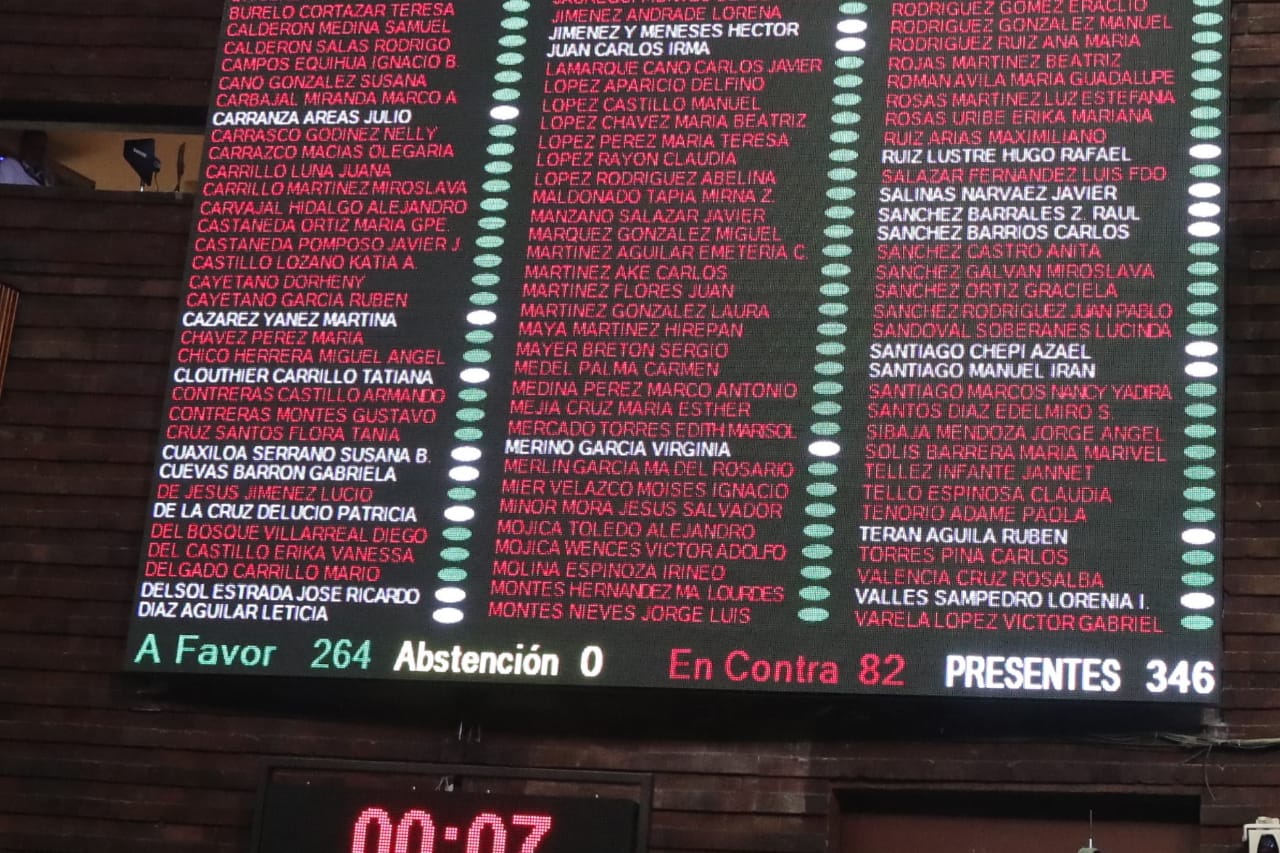 BURELO CORTAZAR TERESA
CALDERON MEDINA SAMUEL
CALDERON SALAS RODRIGO
CAMPOS EQUIHUA IGNACIO B.
CANO GONZALEZ SUSANA
CARBAJAL MIRANDA MARCO A
CARRANZA AREAS JULIO
CARRASCO GODINEZ NELLY
CARRAZCO MACIAS OLEGARIA
CARRILLO LUNA JUANA
CARRILLO MARTINEZ MIROSLAVA
CARVAJAL HIDALGO ALEJANDRO
CASTAÑEDA ORTIZ MARIA GPE.
CASTAÑEDA POMPOSO JAVIER J.
CASTILLO LOZANO KATIA A.
CAYETANO DORHENY
CAYETANO GARCIA RUBEN
CAZAREZ YANEZ MARTINA
CHAVEZ PEREZ MARIA
CHICO HERRERA MIGUEL ANGEL
CLOUTHIER CARRILLO TATIANA
CONTRERAS CASTILLO ARMANDO
CONTRERAS MONTES GUSTAVO
CRUZ SANTOS FLORA TANIA
CUAXILOA SERRANO SUSANA B.
CUEVAS BARRON GABRIELA
DE JESUS JIMENEZ LUCIO
DE LA CRUZ DELUCIO PATRICIA
DEL BOSQUE VILLARREAL DIEGO
DEL CASTILLO ERIKA VANESSA
DELGADO CARRILLO MARIO
DELSOL ESTRADA JOSE RICARDO
DIAZ AGUILAR LETICIA
JIMENEZ ANDRADE LORENA
JIMENEZ Y MENESES HECTOR
JUAN CARLOS IRMA
LAMARQUE CANO CARLOS JAVIER
LOPEZ APARICIO DELFINO
LOPEZ CASTILLO MANUEL
LOPEZ CHAVEZ MARIA BEATRIZ
LOPEZ PEREZ MARIA TERESA
LOPEZ RAYON CLAUDIA
LOPEZ RODRIGUEZ ABELINA
MALDONADO TAPIA MIRNA Z.
MANZANO SALAZAR JAVIER
MARQUEZ GONZALEZ MIGUEL
MARTINEZ AGUILAR EMETERIA C.
MARTINEZ AKE CARLOS
MARTINEZ FLORES JUAN
MARTINEZ GONZALEZ LAURA
MAYA MARTINEZ HIREPAN
MAYER BRETON SERGIO
MEDEL PALMA CARMEN
MEDINA PEREZ MARCO ANTONIO
MEJIA CRUZ MARIA ESTHER
MERCADO TORRES EDITH MARISOL
MERINO GARCIA VIRGINIA
MERLIN GARCIA MA DEL ROSARIO
MIER VELAZCO MOISES IGNACIO
MINOR MORA JESUS SALVADOR
MOJICA TOLEDO ALEJANDRO
MOJICA WENCES VICTOR ADOLFO
MOLINA ESPINOZA IRINEO
MONTES HERNANDEZ MA. LOURDES
MONTES NIEVES JORGE LUIS
RODRIGUEZ GOMEZ ERACLIO
RODRIGUEZ GONZALEZ MANUEL
RODRIGUEZ RUIZ ANA MARIA
ROJAS MARTINEZ BEATRIZ
ROMAN AVILA MARIA GUADALUPE
ROSAS MARTINEZ LUZ ESTEFANIA
ROSAS URIBE ERIKA MARIANA
RUIZ ARIAS MAXIMILIANO
RUIZ LUSTRE HUGO RAFAEL
SALAZAR FERNANDEZ LUIS FDO
SALINAS NARVAEZ JAVIER
SANCHEZ BARRALES Z. RAUL
SANCHEZ BARRIOS CARLOS
SANCHEZ CASTRO ANITA
SANCHEZ GALVAN MIROSLAVA
SANCHEZ ORTIZ GRACIELA
SANCHEZ RODRIGUEZ JUAN PABLO
SANDOVAL SOBERANES LUCINDA
SANTIAGO CHEPI AZAEL
SANTIAGO MANUEL IRAN
SANTIAGO MARCOS NANCY YADIRA
SANTOS DIAZ EDELMIRO S.
SIBAJA MENDOZA JORGE ANGEL
SOLIS BARRERA MARIA MARIVEL
TELLEZ INFANTE JANNET
TELLO ESPINOSA CLAUDIA
TENORIO ADAME PAOLA
TERAN AGUILA RUBEN
TORRES PIÑA CARLOS
VALENCIA CRUZ ROSALBA
VALLES SAMPEDRO LORENIA I.
VARELA LOPEZ VICTOR GABRIEL
A Favor 264 Abstención 0 En Contra 82 PRESENTES 346
00:07